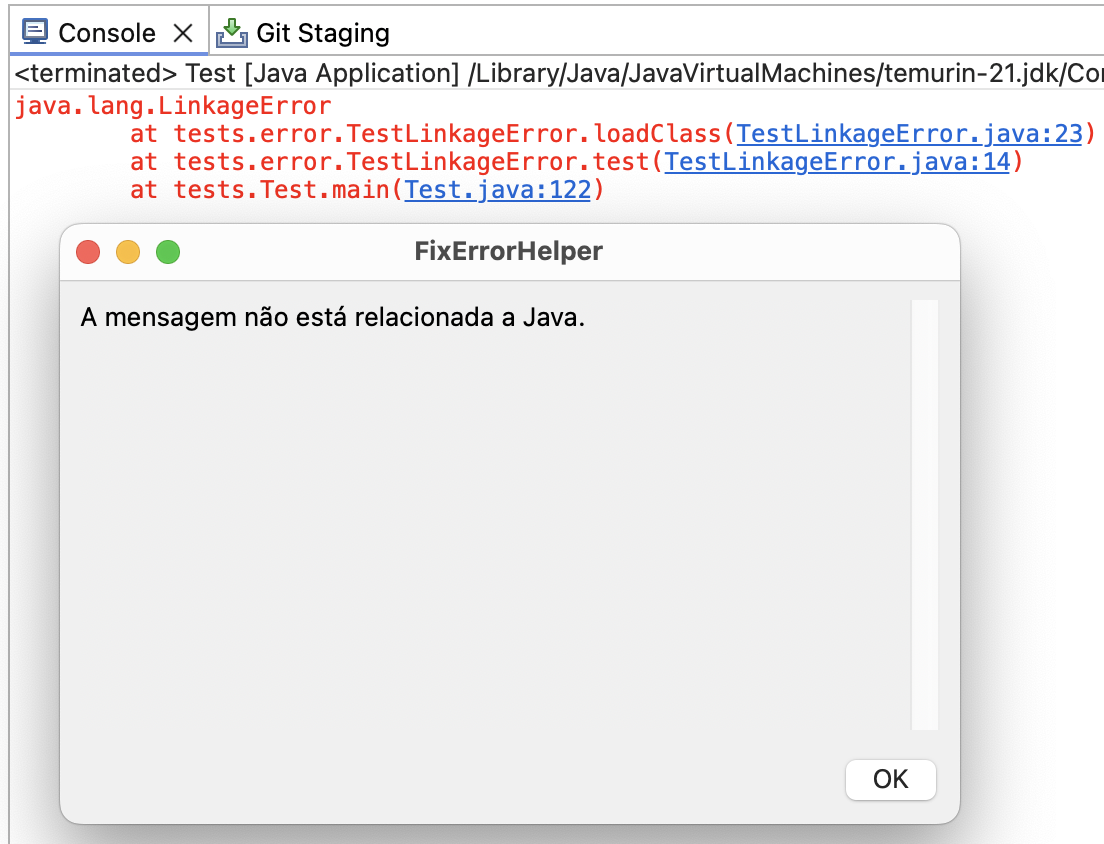 Console Git Staging
<terminated> Test [Java Application] /Library/Java/JavaVirtualMachines/temurin-21.jdk/
java.lang.LinkageError
at tests.error.TestLinkageError.loadClass(TestLinkageError.java:23)
at tests.error.TestLinkageError.test(TestLinkageError.java:14)
at tests.Test.main(Test.java:122)
FixErrorHelper
A mensagem não está relacionada a Java.
OK